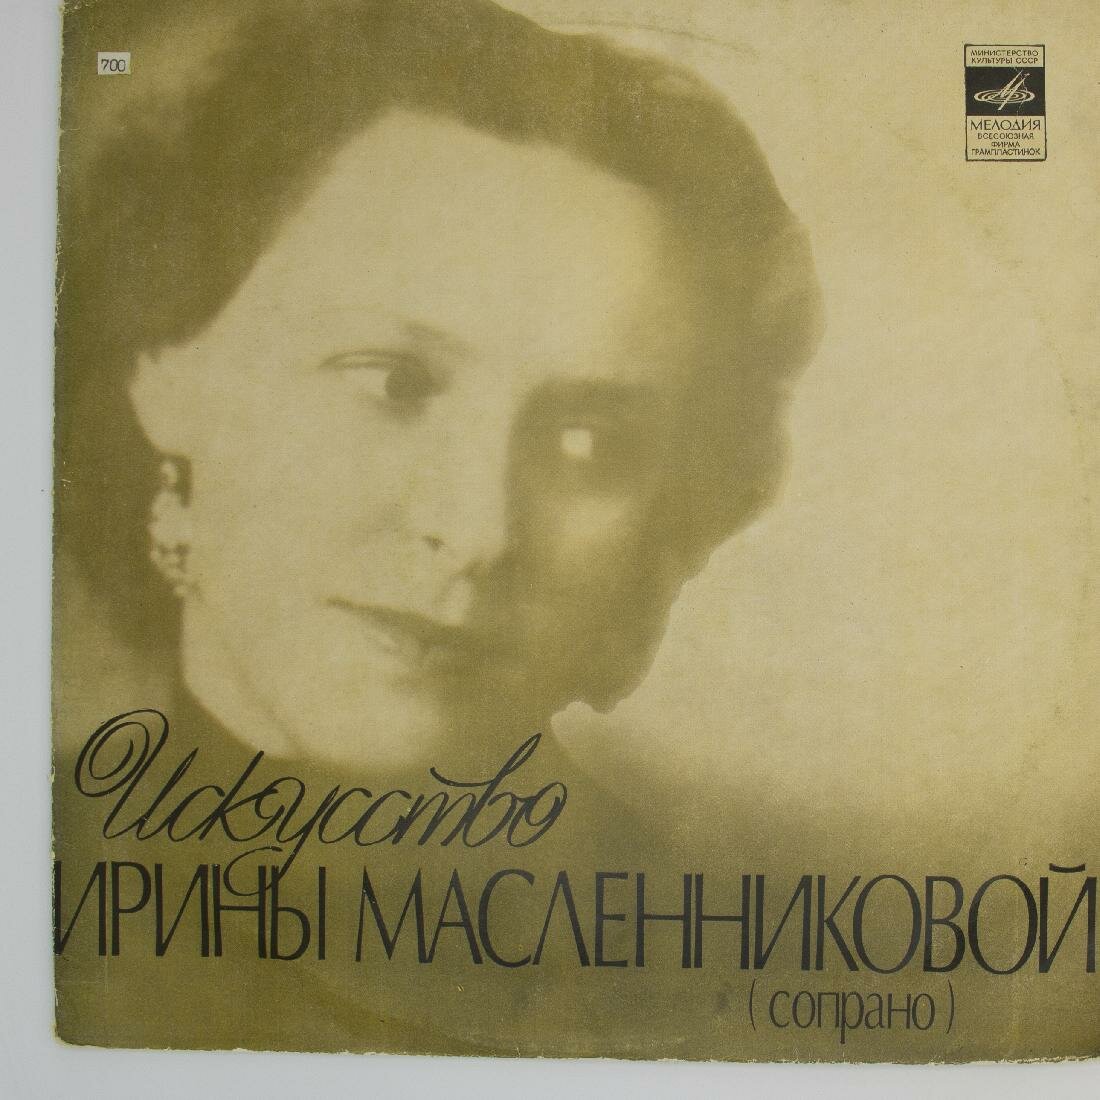 700
МИНИСТЕРСТВО
КУЛЬТУРЫ СССР
МЕЛОДИЯ
ВСЕСОЮЗНАЯ
ФИРМА
ГРАМПЛАСТИНОК
Искусство
ИРИНЫ МАСЛЕННИКОВОЙ
(сопрано)